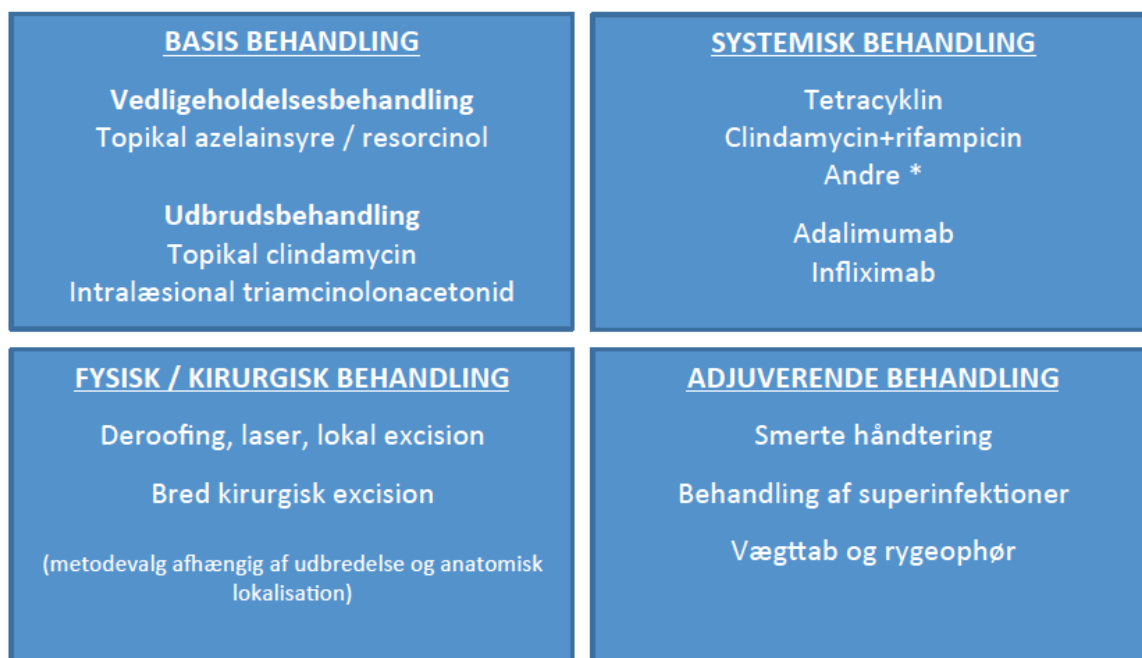 BASIS BEHANDLING
Vedligeholdelsesbehandling
Topikal azelainsyre / resorcinol
Udbrudsbehandling
Topikal clindamycin
Intralæsional triamcinolonacetonid
SYSTEMISK BEHANDLING
Tetracyklin
Clindamycin+rifampicin
Andre *
Adalimumab
Infliximab
FYSISK / KIRURGISK BEHANDLING
Deroofing, laser, lokal excision
Bred kirurgisk excision
(metodevalg afhængig af udbredelse og anatomisk
lokalisation)
ADJUVERENDE BEHANDLING
Smerte håndtering
Behandling af superinfektioner
Vægttab og rygeophør